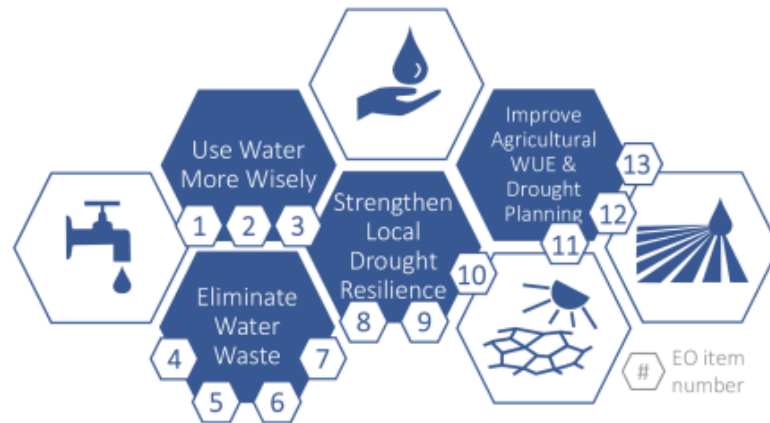 Use Water
More Wisely
1 2 3
Eliminate
Water
Waste
4 5 6 7
Strengthen
Local
Drought
Resilience
8 9 10
Improve
Agricultural
WUE &
Drought
Planning
11 12 13
# EO item
number